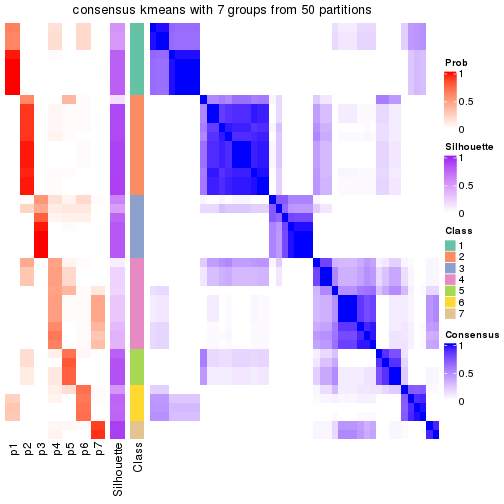 consensus kmeans with 7 groups from 50 partitions
Prob
1
0.5
0
Silhouette
1
0.5
0
Class
1
2
3
4
5
6
7
Consensus
1
0.5
0
p1
p2
p3
p4
p5
p6
p7
Silhouette
Class